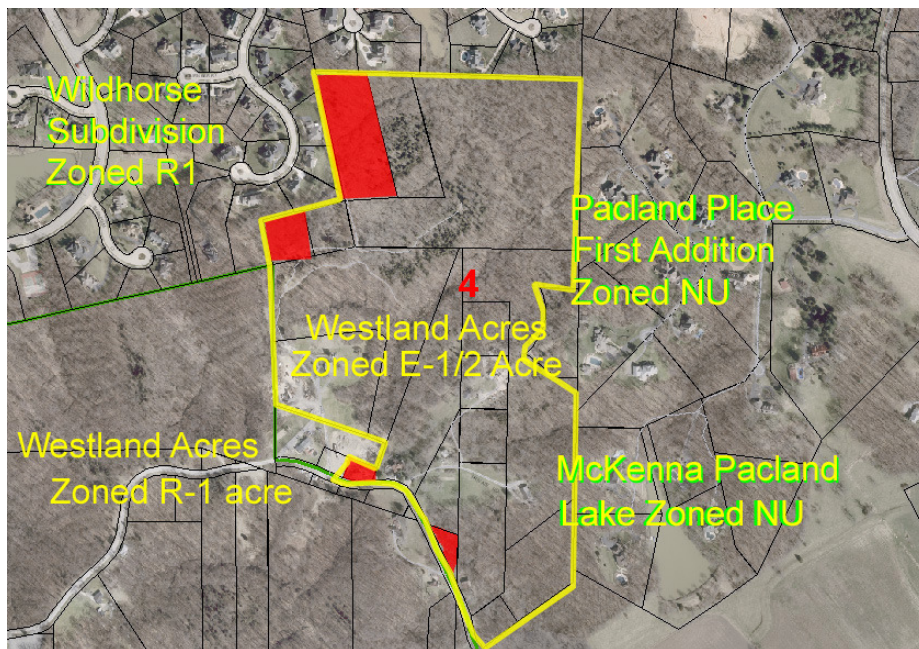 Wildhorse
Subdivision
Zoned R1
Pacland Place
First Addition
Zoned NU
4
Westland Acres
Zoned E-1/2 Acre
Westland Acres
Zoned R-1 acre
McKenna Pacland
Lake Zoned NU